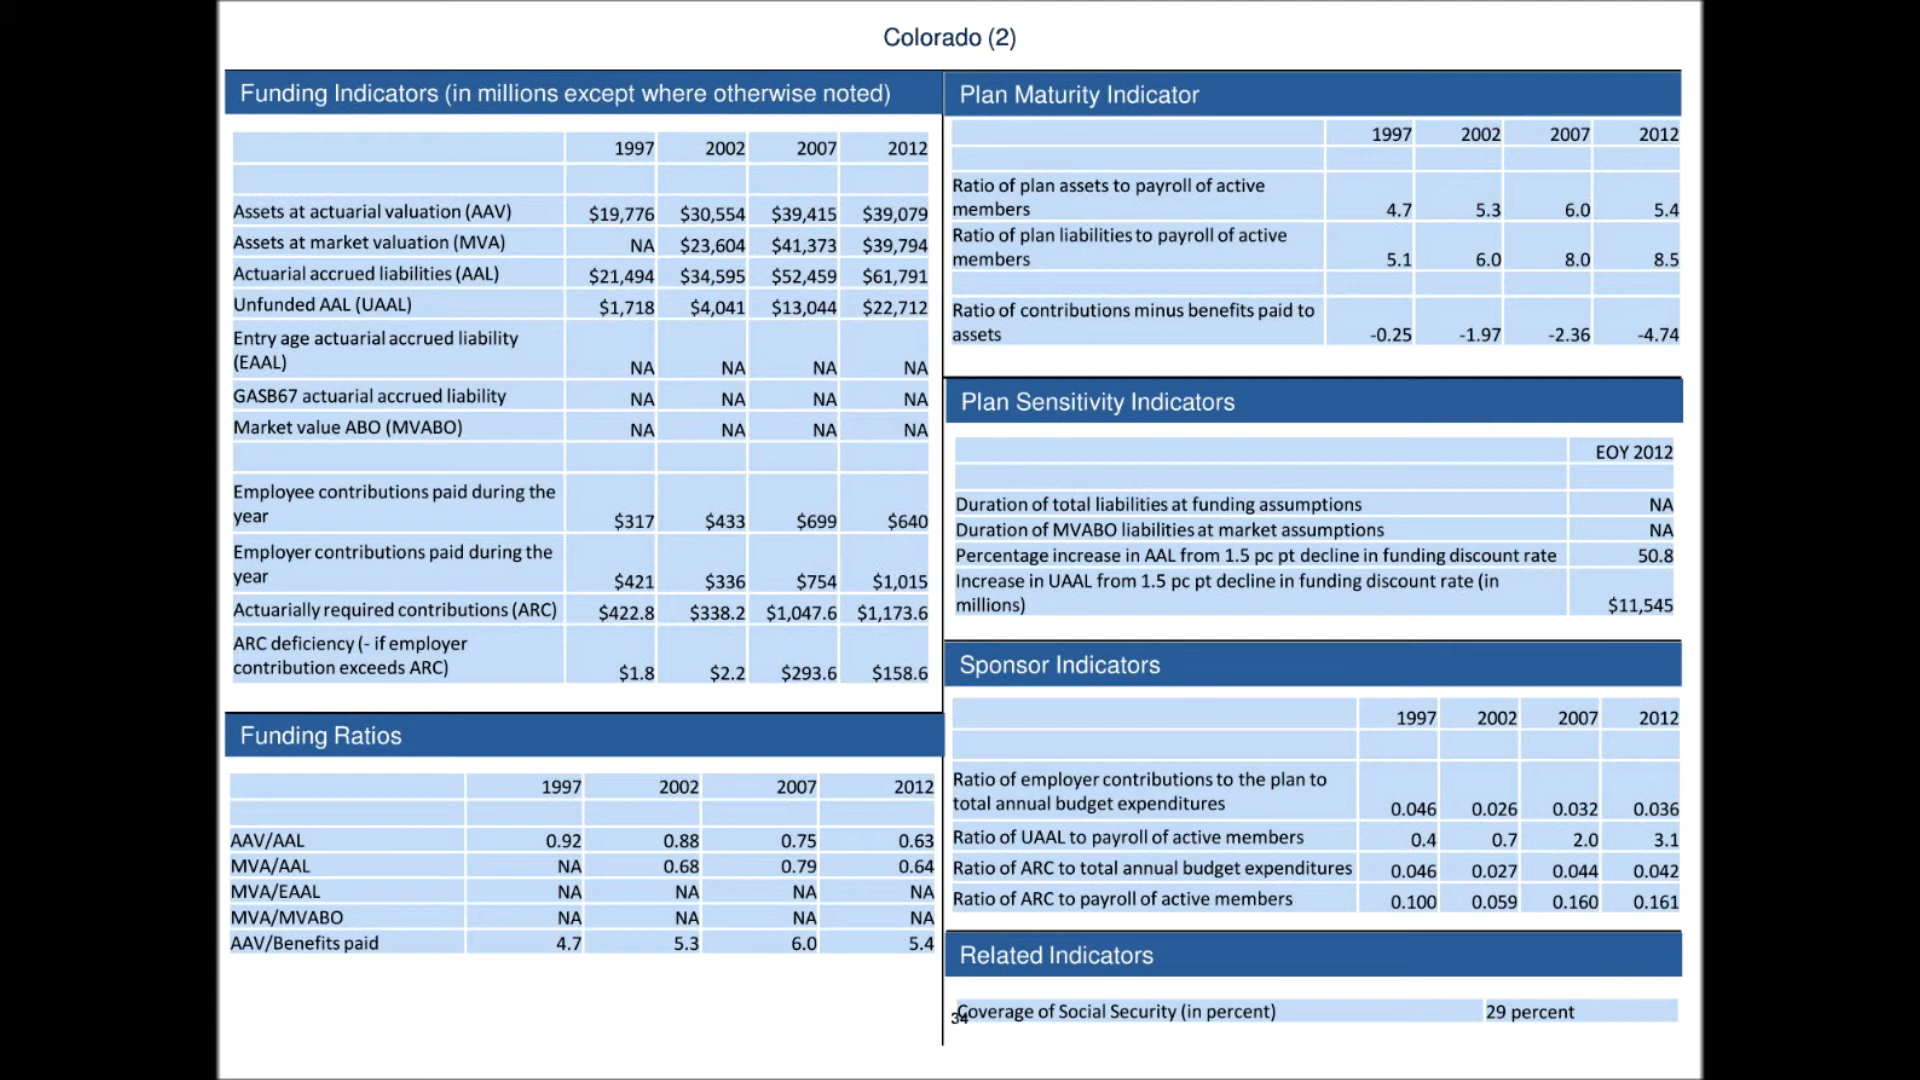 Colorado (2)
Funding Indicators (in millions except where otherwise noted)
1997 2002 2007 2012
Assets at actuarial valuation (AAV) $19,776 $30,554 $39,415 $39,079
Assets at market valuation (MVA) NA $23,604 $41,373 $39,794
Actuarial accrued liabilities (AAL) $21,494 $34,595 $52,459 $61,791
Unfunded AAL (UAAL) $1,718 $4,041 $13,044 $22,712
Entry age actuarial accrued liability
(EAAL) NA NA NA NA
GASB67 actuarial accrued liability NA NA NA NA
Market value ABO (MVABO) NA NA NA NA
Employee contributions paid during the
year $317 $433 $699 $640
Employer contributions paid during the
year $421 $336 $754 $1,015
Actuarially required contributions (ARC) $422.8 $338.2 $1,047.6 $1,173.6
ARC deficiency (- if employer
contribution exceeds ARC) $1.8 $2.2 $293.6 $158.6
Funding Ratios
1997 2002 2007 2012
AAV/AAL 0.92 0.88 0.75 0.63
MVA/AAL NA 0.68 0.79 0.64
MVA/EAAL NA NA NA NA
MVA/MVABO NA NA NA NA
AAV/Benefits paid 4.7 5.3 6.0 5.4
Plan Maturity Indicator
1997 2002 2007 2012
Ratio of plan assets to payroll of active
members 4.7 5.3 6.0 5.4
Ratio of plan liabilities to payroll of active
members 5.1 6.0 8.0 8.5
Ratio of contributions minus benefits paid to
assets -0.25 -1.97 -2.36 -4.74
Plan Sensitivity Indicators
EOY 2012
Duration of total liabilities at funding assumptions NA
Duration of MVABO liabilities at market assumptions NA
Percentage increase in AAL from 1.5 pc pt decline in funding discount rate 50.8
Increase in UAAL from 1.5 pc pt decline in funding discount rate (in
millions) $11,545
Sponsor Indicators
1997 2002 2007 2012
Ratio of employer contributions to the plan to
total annual budget expenditures 0.046 0.026 0.032 0.036
Ratio of UAAL to payroll of active members 0.4 0.7 2.0 3.1
Ratio of ARC to total annual budget expenditures 0.046 0.027 0.044 0.042
Ratio of ARC to payroll of active members 0.100 0.059 0.160 0.161
Related Indicators
Coverage of Social Security (in percent) 29 percent
34